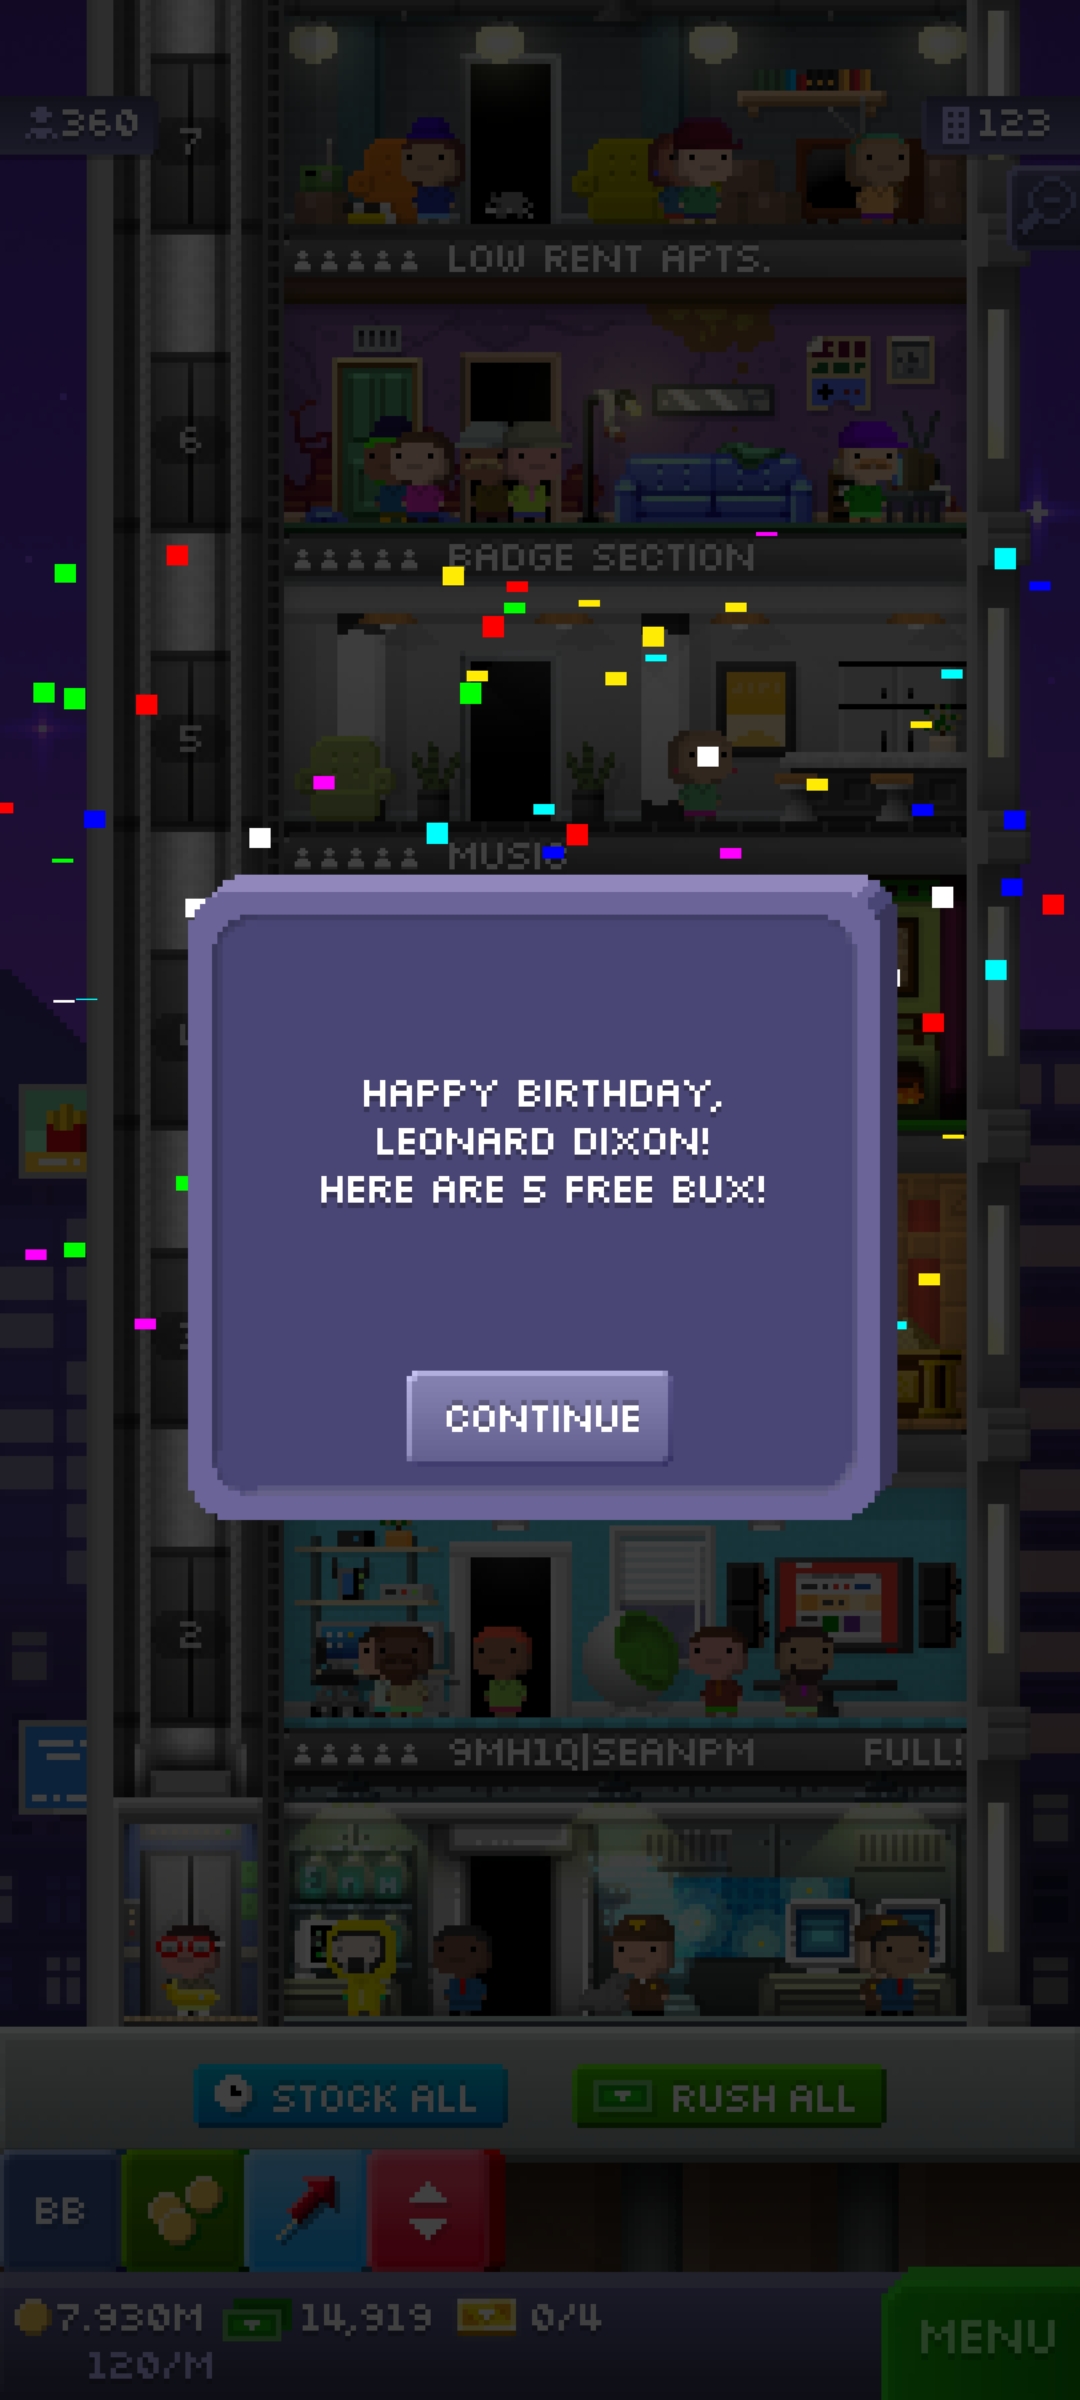 360
123
7
LOW RENT APTS.
6
BADGE SECTION
5
MUSIC
HAPPY BIRTHDAY,
LEONARD DIXON!
HERE ARE 5 FREE BUX!
CONTINUE
2
9MH1Q|SEANPM FULL!
STOCK ALL
RUSH ALL
BB
7.930M
14,919
0/4
120/M
MENU